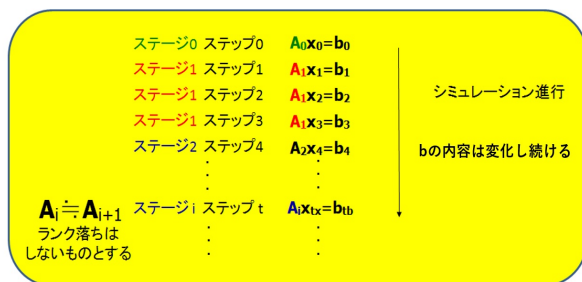 ステージ0 ステップ0 A0x0=b0
ステージ1 ステップ1 A1x1=b1
ステージ1 ステップ2 A1x2=b2
ステージ1 ステップ3 A1x3=b3
ステージ2 ステップ4 A2x4=b4
ステージ i ステップ t Aixtx=btb
シミュレーション進行
bの内容は変化し続ける
Ai≒Ai+1
ランク落ちは
しないものとする